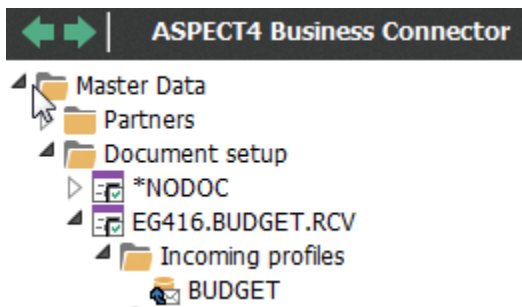 ASPECT4 Business Connector
Master Data
Partners
Document setup
*NODOC
EG416.BUDGET.RCV
Incoming profiles
BUDGET